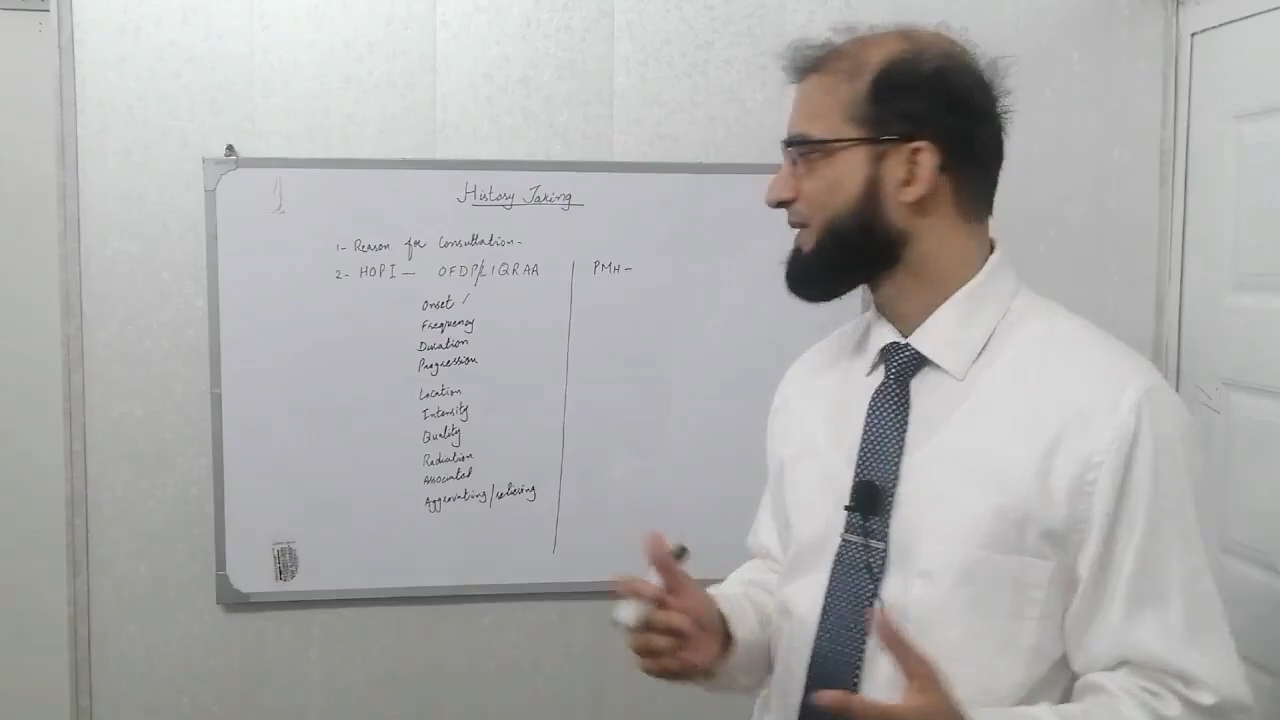 History Taking
1- Reason for Consultation-
2- HOPI — OFDP/LIQRAA
Onset /
Frequency
Duration
Progression
Location
Intensity
Quality
Radiation
Associated
Aggravating/relieving
PMH-